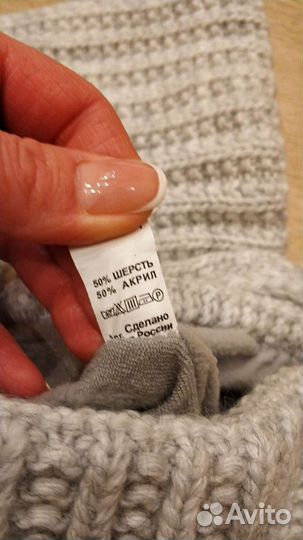 50% ШЕРСТЬ
50% АКРИЛ
P
Сделано
России
Avito